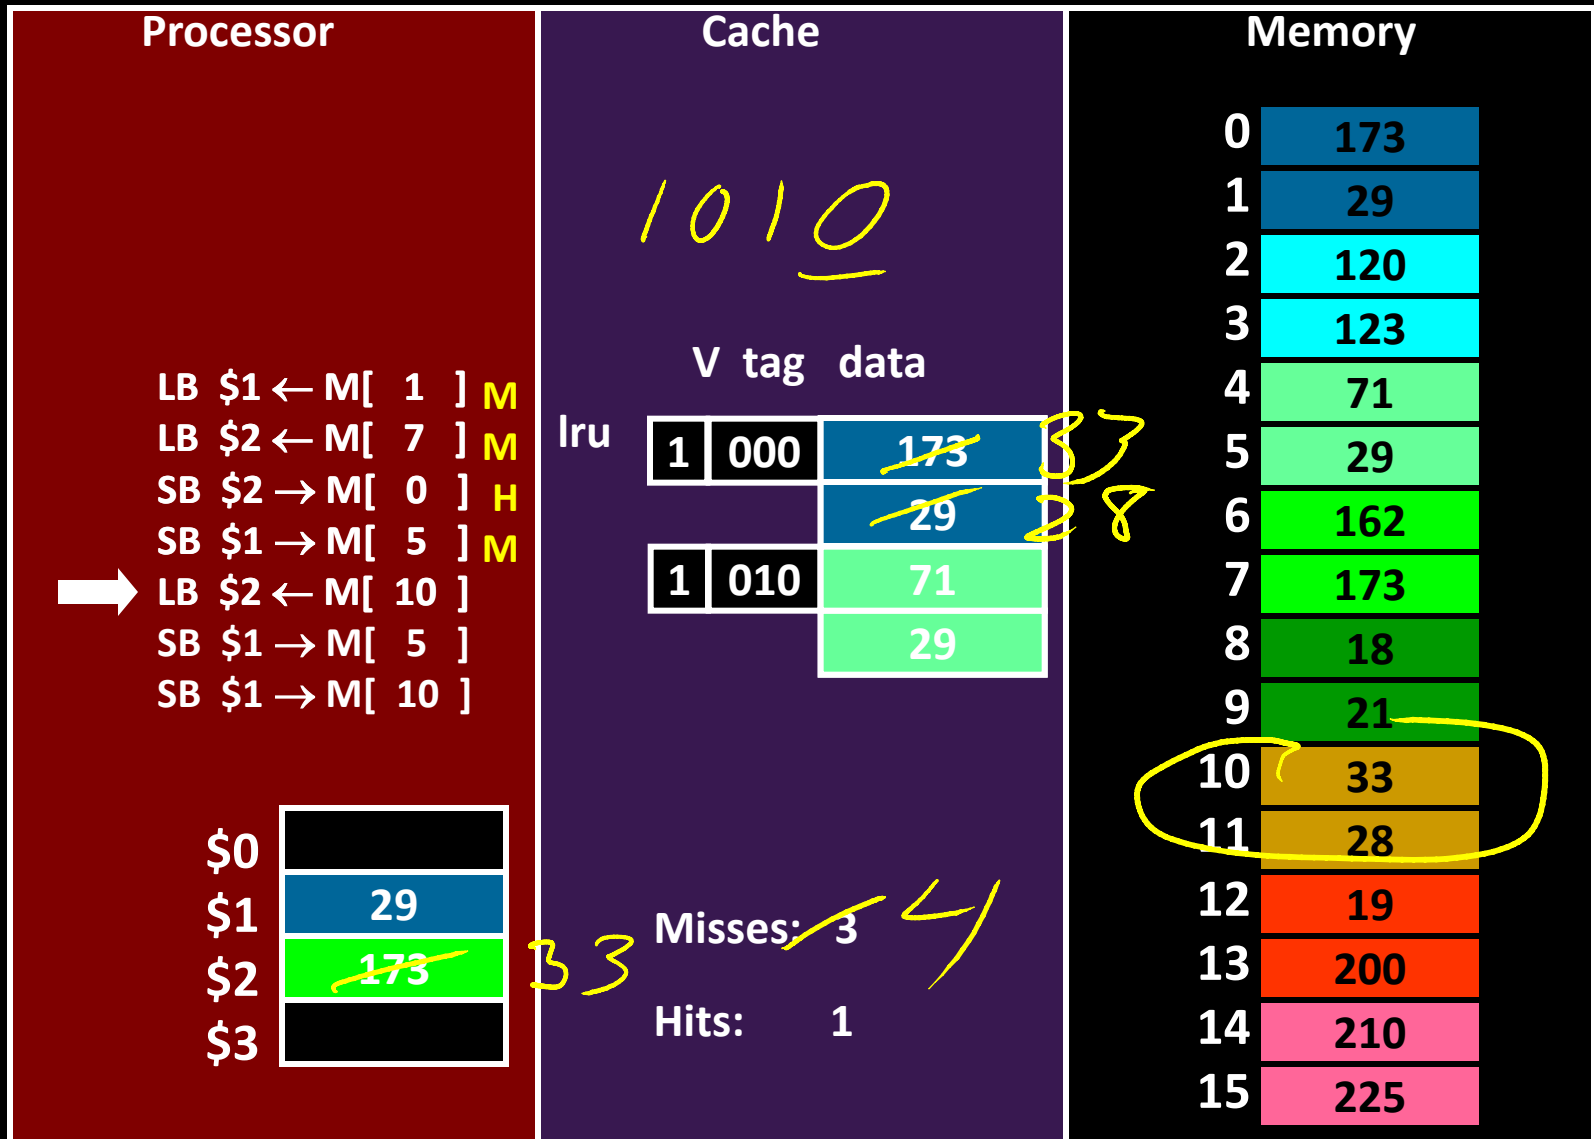 Processor
LB $1 ← M[ 1 ] M
LB $2 ← M[ 7 ] M
SB $2 → M[ 0 ] H
SB $1 → M[ 5 ] M
LB $2 ← M[ 10 ]
SB $1 → M[ 5 ]
SB $1 → M[ 10 ]
$0
$1 29
$2 173 33
$3
Cache
1010
V tag data
lru 1 000 173 33
29 28
1 010 71
29
Misses: 3 4
Hits: 1
Memory
0 173
1 29
2 120
3 123
4 71
5 29
6 162
7 173
8 18
9 21
10 33
11 28
12 19
13 200
14 210
15 225